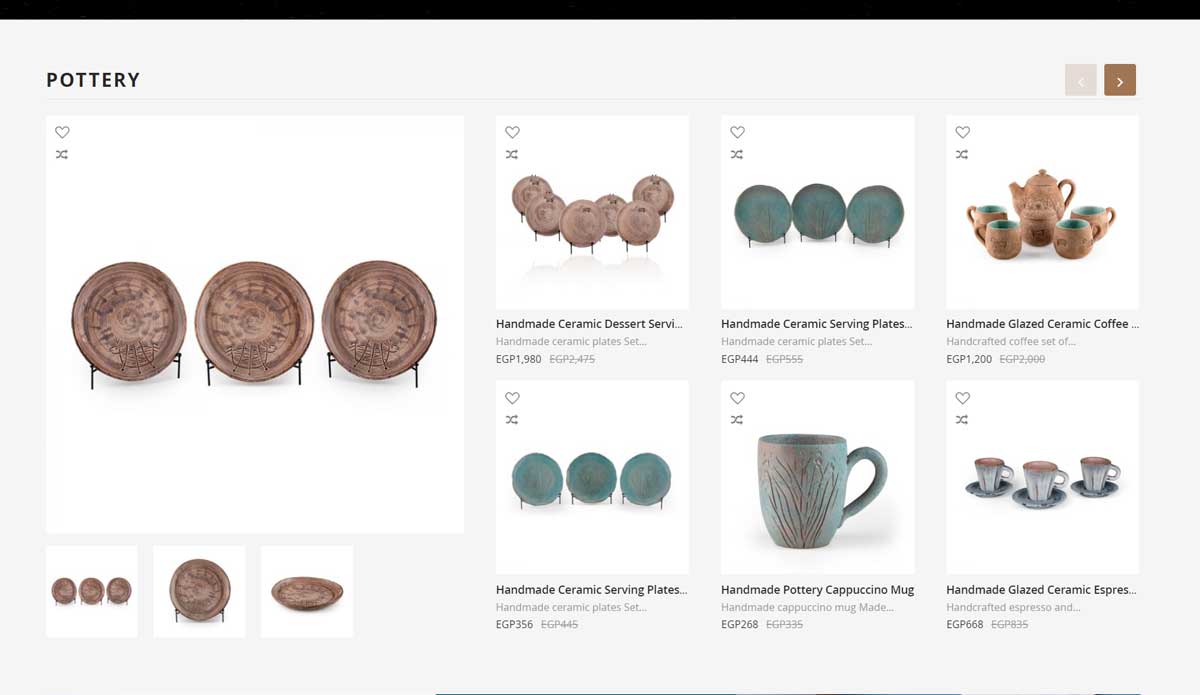 POTTERY
Handmade Ceramic Dessert Servi...
Handmade ceramic plates Set...
EGP1,980 EGP2,475
Handmade Ceramic Serving Plates...
Handmade ceramic plates Set...
EGP444 EGP555
Handmade Glazed Ceramic Coffee ...
Handcrafted coffee set of...
EGP1,200 EGP2,000
Handmade Ceramic Serving Plates...
Handmade ceramic plates Set...
EGP356 EGP445
Handmade Pottery Cappuccino Mug
Handmade cappuccino mug Made...
EGP268 EGP335
Handmade Glazed Ceramic Espres...
Handcrafted espresso and...
EGP668 EGP835